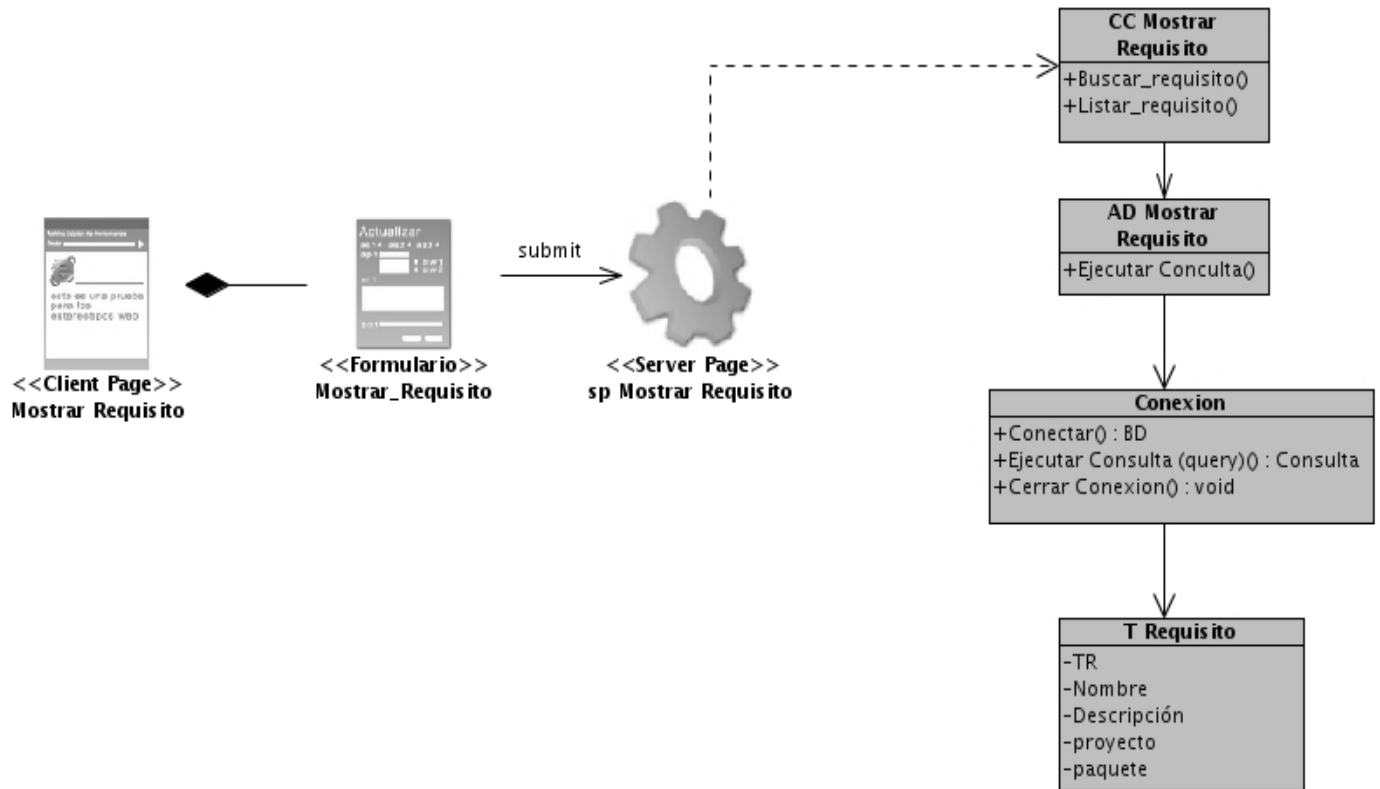 CC Mostrar
Requisito
+Buscar_requisito()
+Listar_requisito()
AD Mostrar
Requisito
+Ejecutar Conculta()
Actualizar
submit
esta es una prueba
para los
estereotipos web
<<Client Page>>
Mostrar Requisito
<<Formulario>>
Mostrar_Requisito
<<Server Page>>
sp Mostrar Requisito
Conexion
+Conectar() : BD
+Ejecutar Consulta (query)() : Consulta
+Cerrar Conexion() : void
T Requisito
-TR
-Nombre
-Descripción
-proyecto
-paquete